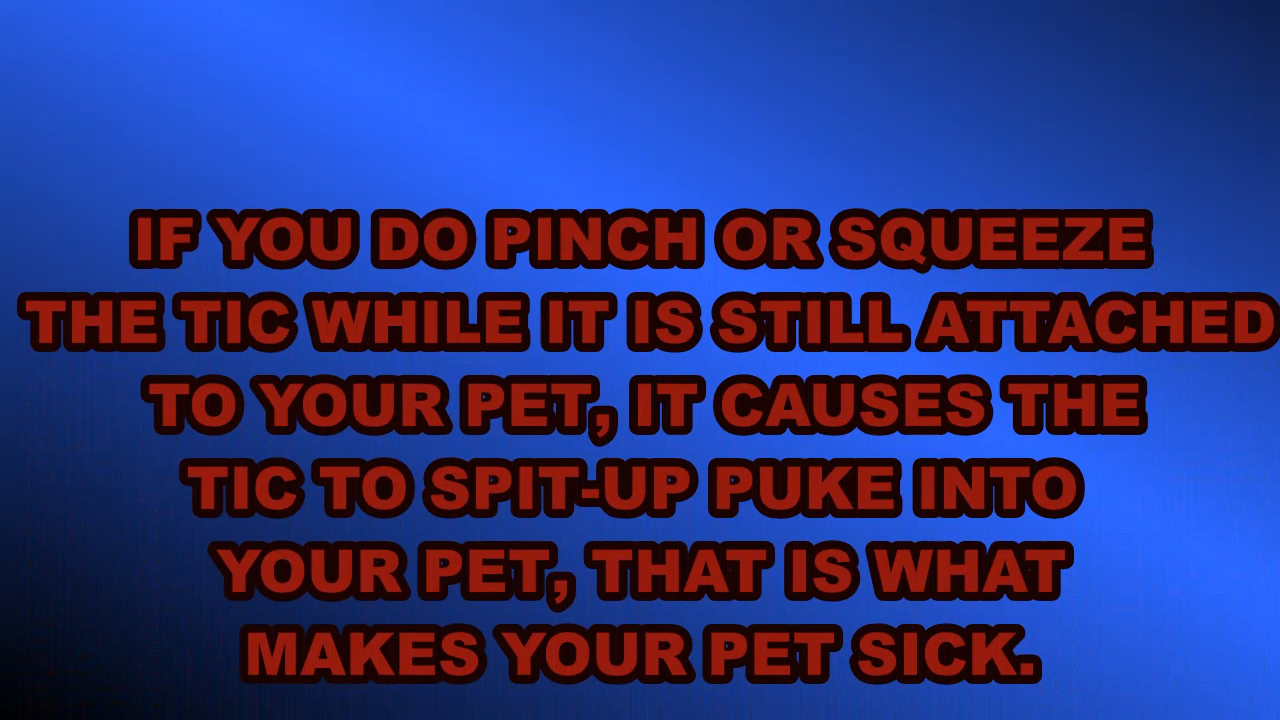 IF YOU DO PINCH OR SQUEEZE
THE TIC WHILE IT IS STILL ATTACHED
TO YOUR PET, IT CAUSES THE
TIC TO SPIT-UP PUKE INTO
YOUR PET, THAT IS WHAT
MAKES YOUR PET SICK.